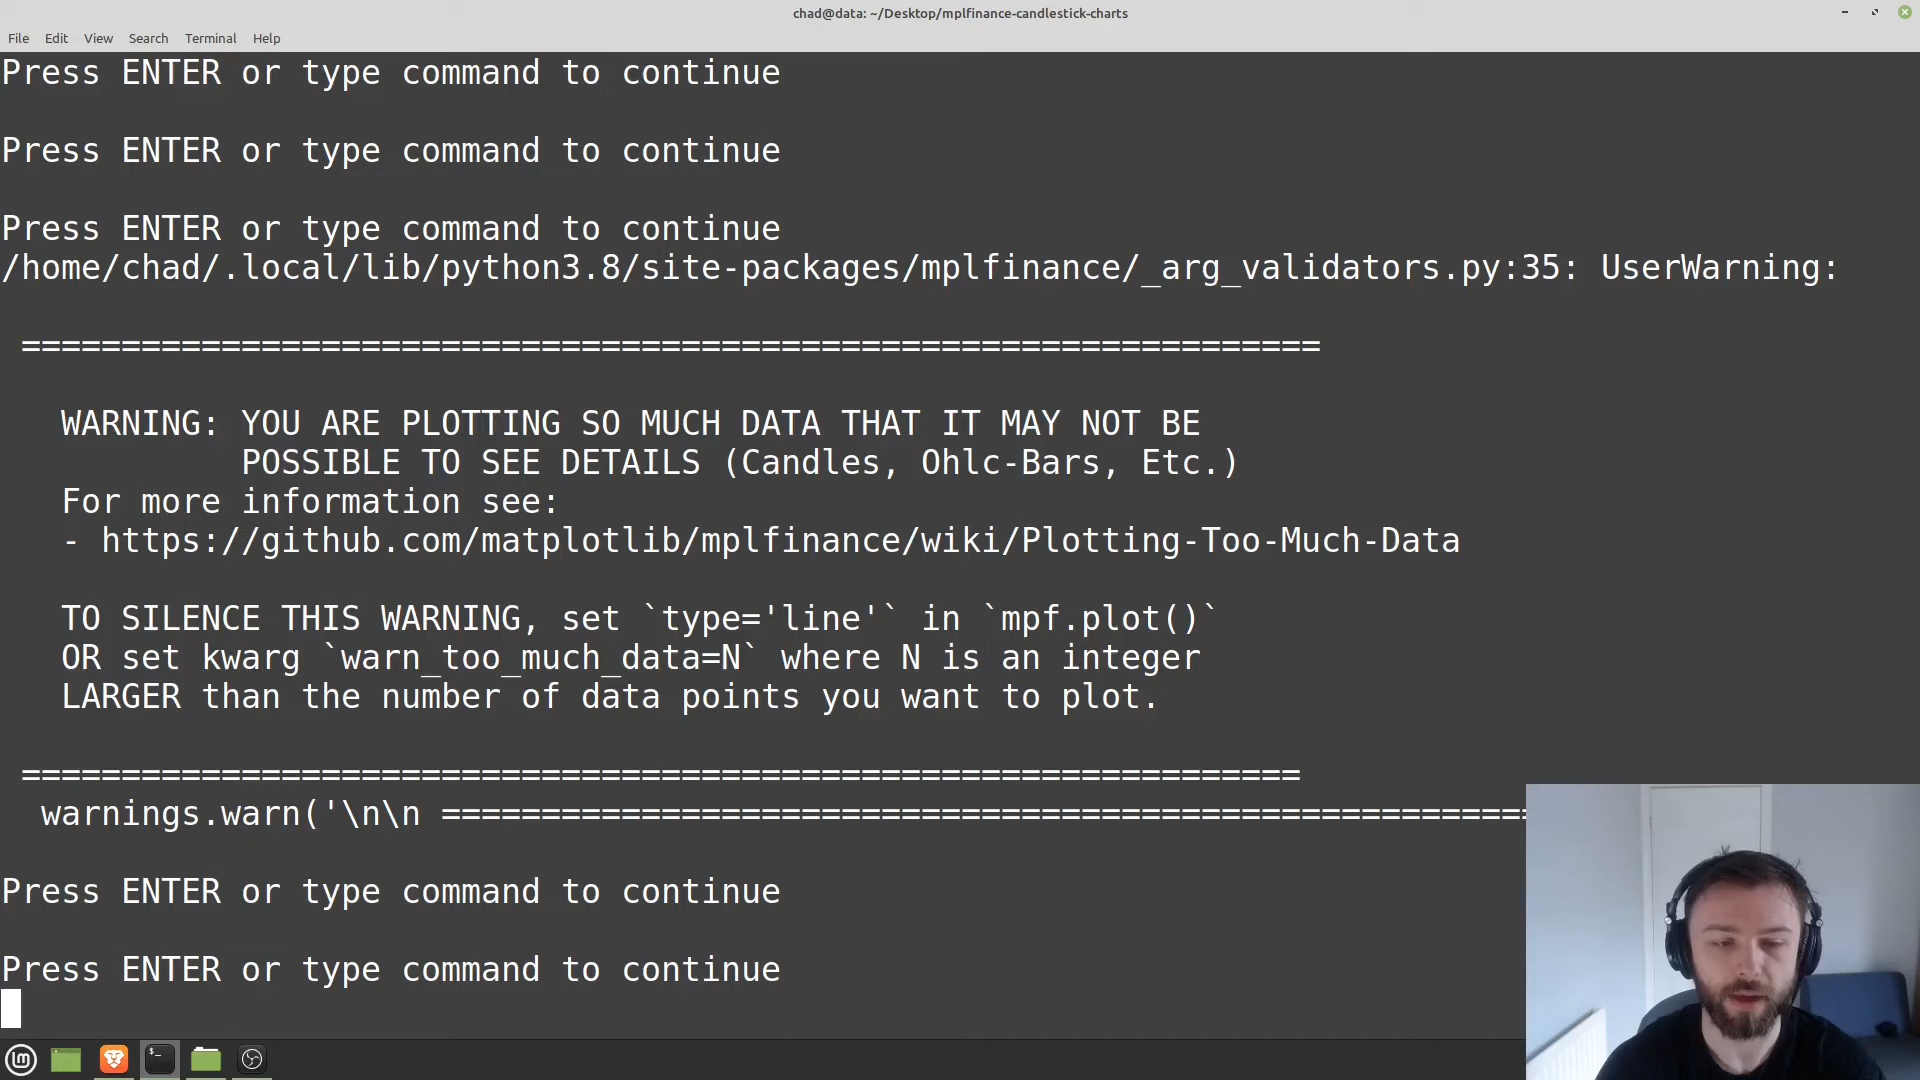 chad@data: ~/Desktop/mplfinance-candlestick-charts
File Edit View Search Terminal Help
Press ENTER or type command to continue
Press ENTER or type command to continue
Press ENTER or type command to continue
/home/chad/.local/lib/python3.8/site-packages/mplfinance/_arg_validators.py:35: UserWarning:
=================================================================
WARNING: YOU ARE PLOTTING SO MUCH DATA THAT IT MAY NOT BE
POSSIBLE TO SEE DETAILS (Candles, Ohlc-Bars, Etc.)
For more information see:
- https://github.com/matplotlib/mplfinance/wiki/Plotting-Too-Much-Data
TO SILENCE THIS WARNING, set `type='line'` in `mpf.plot()`
OR set kwarg `warn_too_much_data=N` where N is an integer
LARGER than the number of data points you want to plot.
================================================================
warnings.warn('\n\n =======================================================
Press ENTER or type command to continue
Press ENTER or type command to continue
$_
lm